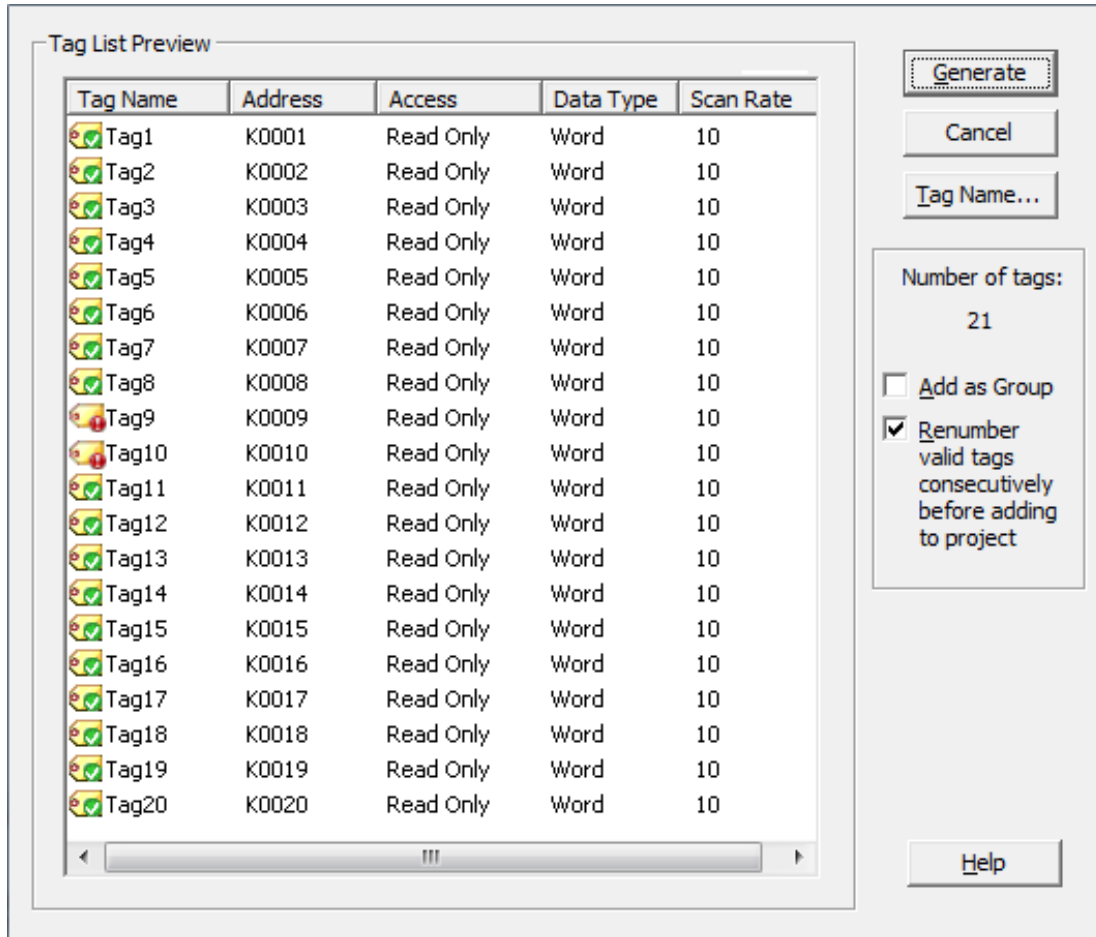 Tag List Preview
Tag Name Address Access Data Type Scan Rate
Tag1 K0001 Read Only Word 10
Tag2 K0002 Read Only Word 10
Tag3 K0003 Read Only Word 10
Tag4 K0004 Read Only Word 10
Tag5 K0005 Read Only Word 10
Tag6 K0006 Read Only Word 10
Tag7 K0007 Read Only Word 10
Tag8 K0008 Read Only Word 10
Tag9 K0009 Read Only Word 10
Tag10 K0010 Read Only Word 10
Tag11 K0011 Read Only Word 10
Tag12 K0012 Read Only Word 10
Tag13 K0013 Read Only Word 10
Tag14 K0014 Read Only Word 10
Tag15 K0015 Read Only Word 10
Tag16 K0016 Read Only Word 10
Tag17 K0017 Read Only Word 10
Tag18 K0018 Read Only Word 10
Tag19 K0019 Read Only Word 10
Tag20 K0020 Read Only Word 10
Generate
Cancel
Tag Name...
Number of tags:
21
Add as Group
Renumber
valid tags
consecutively
before adding
to project
Help